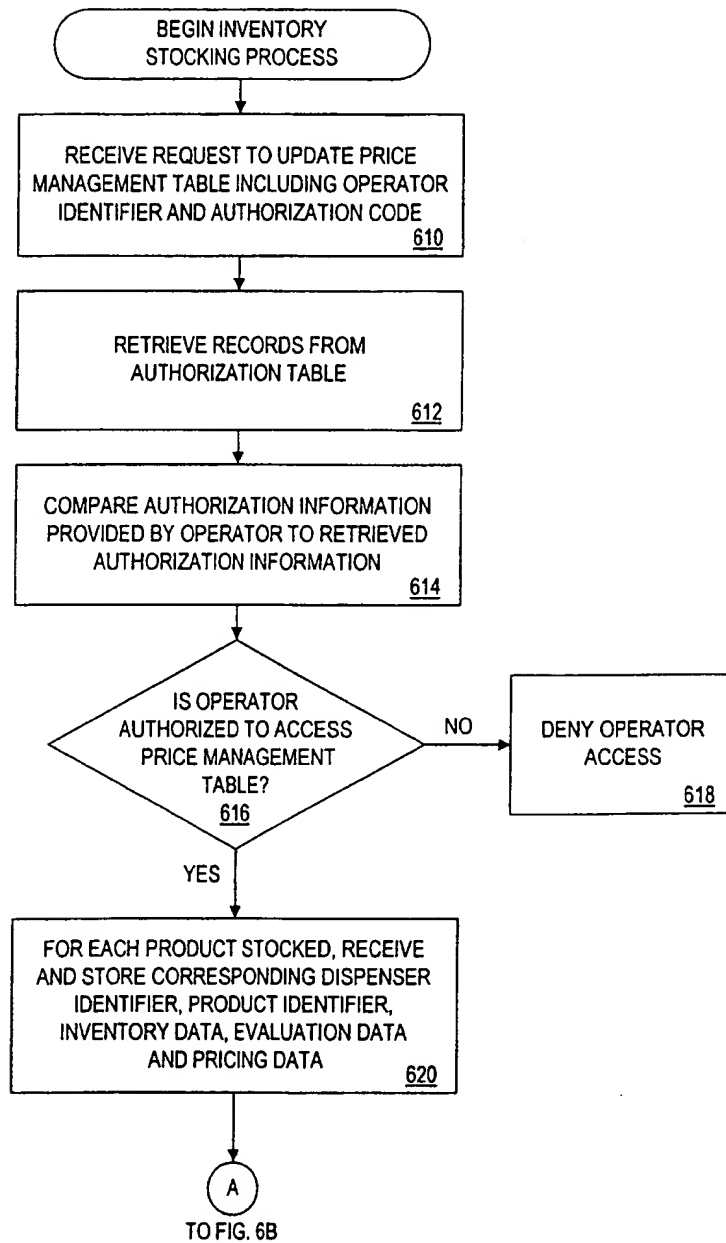 BEGIN INVENTORY
STOCKING PROCESS
RECEIVE REQUEST TO UPDATE PRICE
MANAGEMENT TABLE INCLUDING OPERATOR
IDENTIFIER AND AUTHORIZATION CODE
610
RETRIEVE RECORDS FROM
AUTHORIZATION TABLE
612
COMPARE AUTHORIZATION INFORMATION
PROVIDED BY OPERATOR TO RETRIEVED
AUTHORIZATION INFORMATION
614
IS OPERATOR
AUTHORIZED TO ACCESS
PRICE MANAGEMENT
TABLE?
616
NO
DENY OPERATOR
ACCESS
618
YES
FOR EACH PRODUCT STOCKED, RECEIVE
AND STORE CORRESPONDING DISPENSER
IDENTIFIER, PRODUCT IDENTIFIER,
INVENTORY DATA, EVALUATION DATA
AND PRICING DATA
620
A
TO FIG. 6B